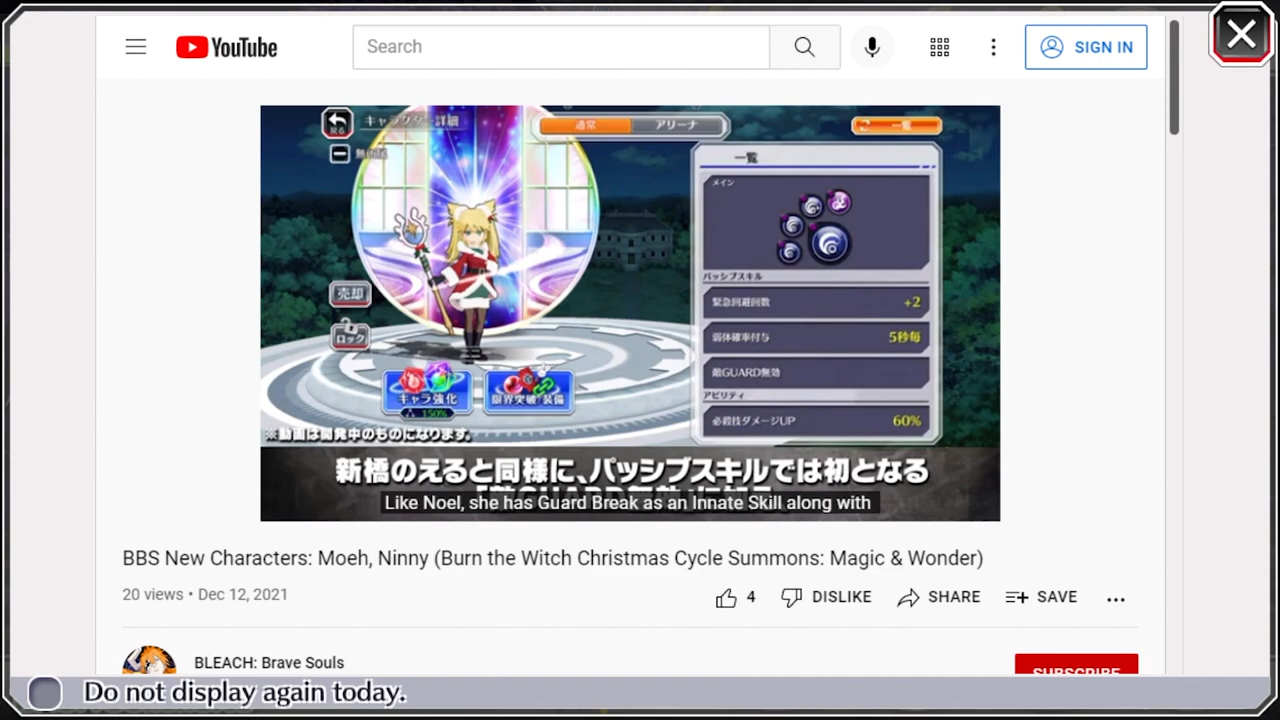 YouTube
Search
SIGN IN
戻る
キャラクター詳細
通常
アリーナ
一覧
一覧
メイン
パッシブスキル
緊急回避回数 +2
弱体確率付与 5秒毎
敵GUARD無効
アビリティ
必殺技ダメージUP 60%
売却
ロック
キャラ強化
150%
限界突破 装備
※動画は開発中のものになります。
新橋のえると同様に、パッシブスキルでは初となる
Like Noel, she has Guard Break as an Innate Skill along with
BBS New Characters: Moeh, Ninny (Burn the Witch Christmas Cycle Summons: Magic & Wonder)
20 views • Dec 12, 2021
4 DISLIKE SHARE SAVE
BLEACH: Brave Souls
SUBSCRIBE
Do not display again today.